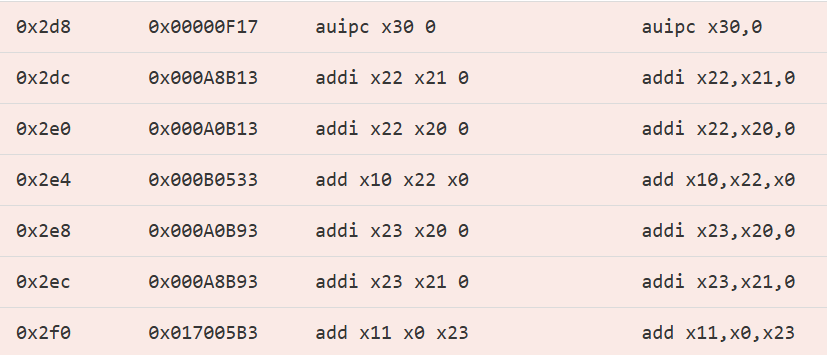 0x2d8 0x00000F17 auipc x30 0 auipc x30,0
0x2dc 0x000A8B13 addi x22 x21 0 addi x22,x21,0
0x2e0 0x000A0B13 addi x22 x20 0 addi x22,x20,0
0x2e4 0x000B0533 add x10 x22 x0 add x10,x22,x0
0x2e8 0x000A0B93 addi x23 x20 0 addi x23,x20,0
0x2ec 0x000A8B93 addi x23 x21 0 addi x23,x21,0
0x2f0 0x017005B3 add x11 x0 x23 add x11,x0,x23